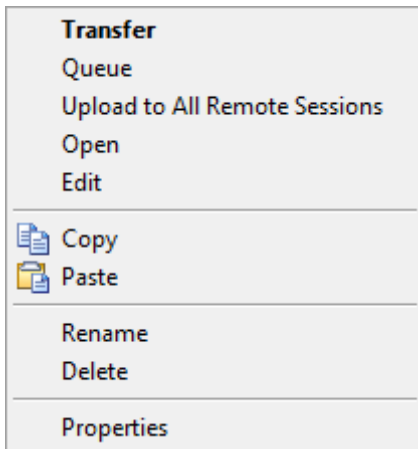 Transfer
Queue
Upload to All Remote Sessions
Open
Edit
Copy
Paste
Rename
Delete
Properties